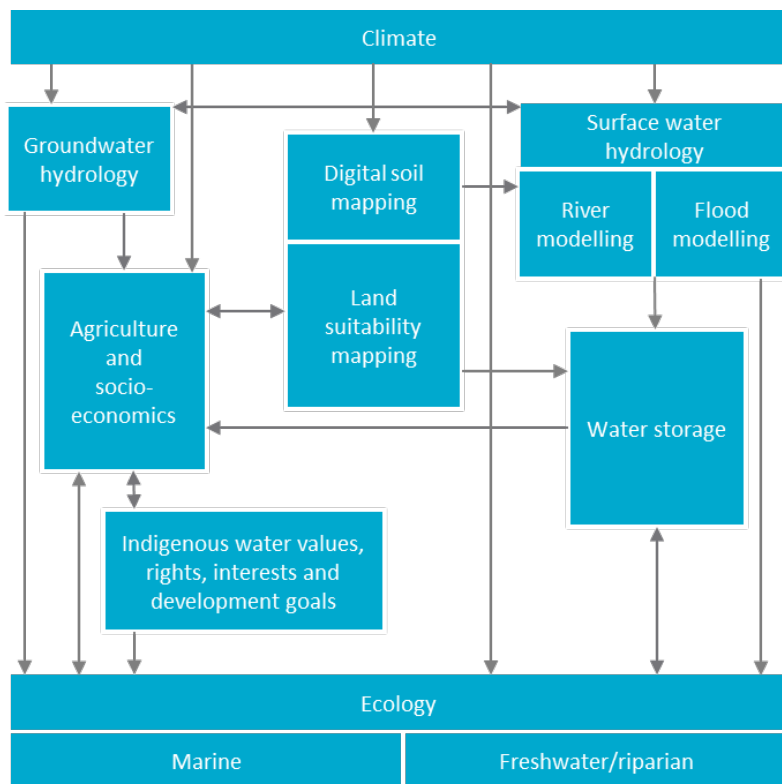 Climate
Groundwater
hydrology
Surface water
hydrology
Digital soil
mapping
River
modelling
Flood
modelling
Land
suitability
mapping
Agriculture
and
socio-
economics
Water storage
Indigenous water values,
rights, interests and
development goals
Ecology
Marine
Freshwater/riparian